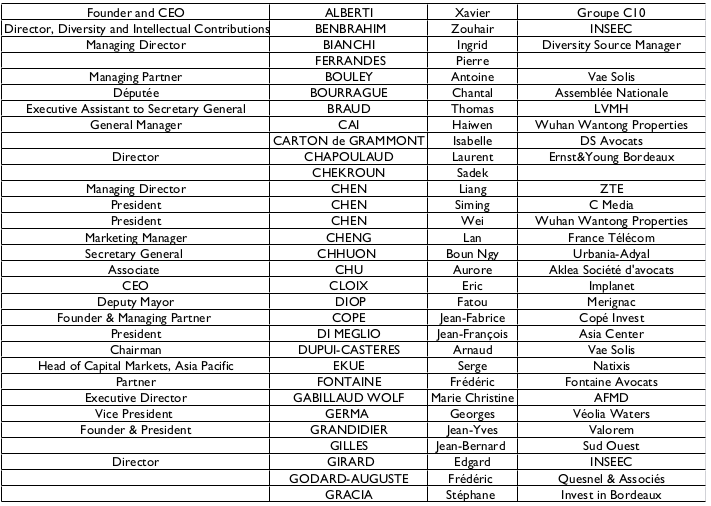 Founder and CEO ALBERTI Xavier Groupe C10
Director, Diversity and Intellectual Contributions BENBRAHIM Zouhair INSEEC
Managing Director BIANCHI Ingrid Diversity Source Manager
FERRANDES Pierre
Managing Partner BOULEY Antoine Vae Solis
Députée BOURRAGUE Chantal Assemblée Nationale
Executive Assistant to Secretary General BRAUD Thomas LVMH
General Manager CAI Haiwen Wuhan Wantong Properties
CARTON de GRAMMONT Isabelle DS Avocats
Director CHAPOULAUD Laurent Ernst&Young Bordeaux
CHEKROUN Sadek
Managing Director CHEN Liang ZTE
President CHEN Siming C Media
President CHEN Wei Wuhan Wantong Properties
Marketing Manager CHENG Lan France Télécom
Secretary General CHHUON Boun Ngy Urbania-Adyal
Associate CHU Aurore Aklea Société d'avocats
CEO CLOIX Eric Implanet
Deputy Mayor DIOP Fatou Merignac
Founder & Managing Partner COPE Jean-Fabrice Copé Invest
President DI MEGLIO Jean-François Asia Center
Chairman DUPUI-CASTERES Arnaud Vae Solis
Head of Capital Markets, Asia Pacific EKUE Serge Natixis
Partner FONTAINE Frédéric Fontaine Avocats
Executive Director GABILLAUD WOLF Marie Christine AFMD
Vice President GERMA Georges Véolia Waters
Founder & President GRANDIDIER Jean-Yves Valorem
GILLES Jean-Bernard Sud Ouest
Director GIRARD Edgard INSEEC
GODARD-AUGUSTE Frédéric Quesnel & Associés
GRACIA Stéphane Invest in Bordeaux